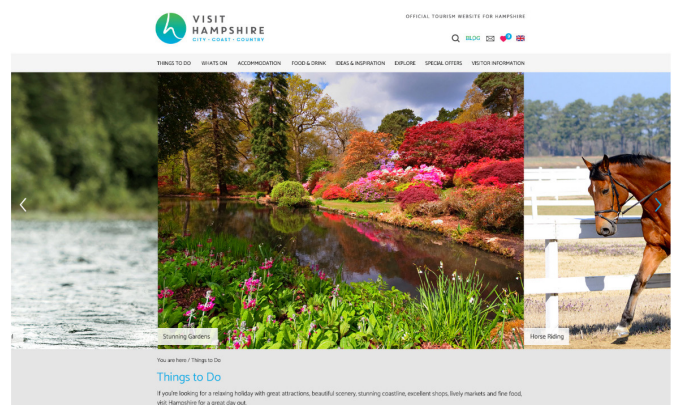 VISIT
HAMPSHIRE
CITY • COAST • COUNTRY
OFFICIAL TOURISM WEBSITE FOR HAMPSHIRE
BLOG
THINGS TO DO WHATS ON ACCOMMODATION FOOD & DRINK IDEAS & INSPIRATION EXPLORE SPECIAL OFFERS VISITOR INFORMATION
Stunning Gardens
Horse Riding
You are here / Things to Do
Things to Do
If you're looking for a relaxing holiday with great attractions, beautiful scenery, stunning coastline, excellent shops, lively markets and fine food,
visit Hampshire for a great day out.